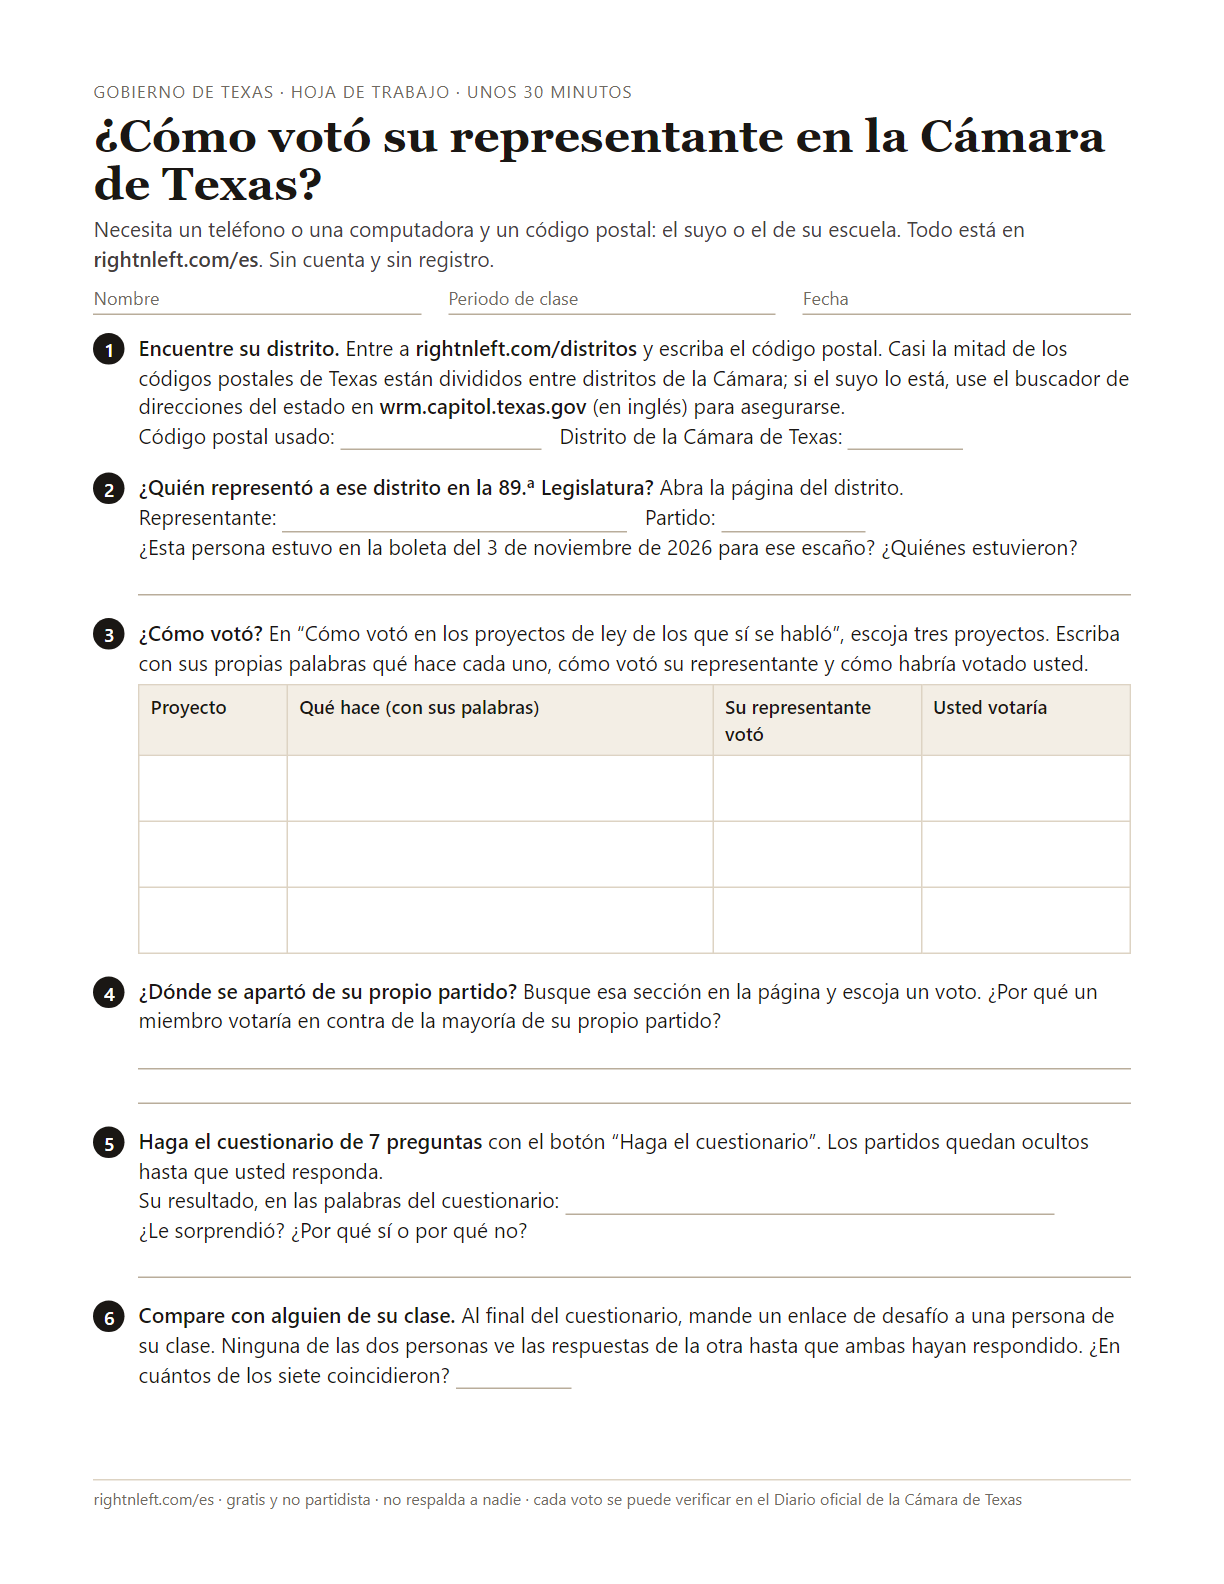 GOBIERNO DE TEXAS · HOJA DE TRABAJO · UNOS 30 MINUTOS
¿Cómo votó su representante en la Cámara
de Texas?
Necesita un teléfono o una computadora y un código postal: el suyo o el de su escuela. Todo está en
rightnleft.com/es. Sin cuenta y sin registro.
Nombre Periodo de clase Fecha
1 Encuentre su distrito. Entre a rightnleft.com/distritos y escriba el código postal. Casi la mitad de los
códigos postales de Texas están divididos entre distritos de la Cámara; si el suyo lo está, use el buscador de
direcciones del estado en wrm.capitol.texas.gov (en inglés) para asegurarse.
Código postal usado: Distrito de la Cámara de Texas:
2 ¿Quién representó a ese distrito en la 89.ª Legislatura? Abra la página del distrito.
Representante: Partido:
¿Esta persona estuvo en la boleta del 3 de noviembre de 2026 para ese escaño? ¿Quiénes estuvieron?
3 ¿Cómo votó? En “Cómo votó en los proyectos de ley de los que sí se habló”, escoja tres proyectos. Escriba
con sus propias palabras qué hace cada uno, cómo votó su representante y cómo habría votado usted.
Proyecto Qué hace (con sus palabras) Su representante Usted votaría
votó
4 ¿Dónde se apartó de su propio partido? Busque esa sección en la página y escoja un voto. ¿Por qué un
miembro votaría en contra de la mayoría de su propio partido?
5 Haga el cuestionario de 7 preguntas con el botón “Haga el cuestionario”. Los partidos quedan ocultos
hasta que usted responda.
Su resultado, en las palabras del cuestionario:
¿Le sorprendió? ¿Por qué sí o por qué no?
6 Compare con alguien de su clase. Al final del cuestionario, mande un enlace de desafío a una persona de
su clase. Ninguna de las dos personas ve las respuestas de la otra hasta que ambas hayan respondido. ¿En
cuántos de los siete coincidieron?
rightnleft.com/es · gratis y no partidista · no respalda a nadie · cada voto se puede verificar en el Diario oficial de la Cámara de Texas